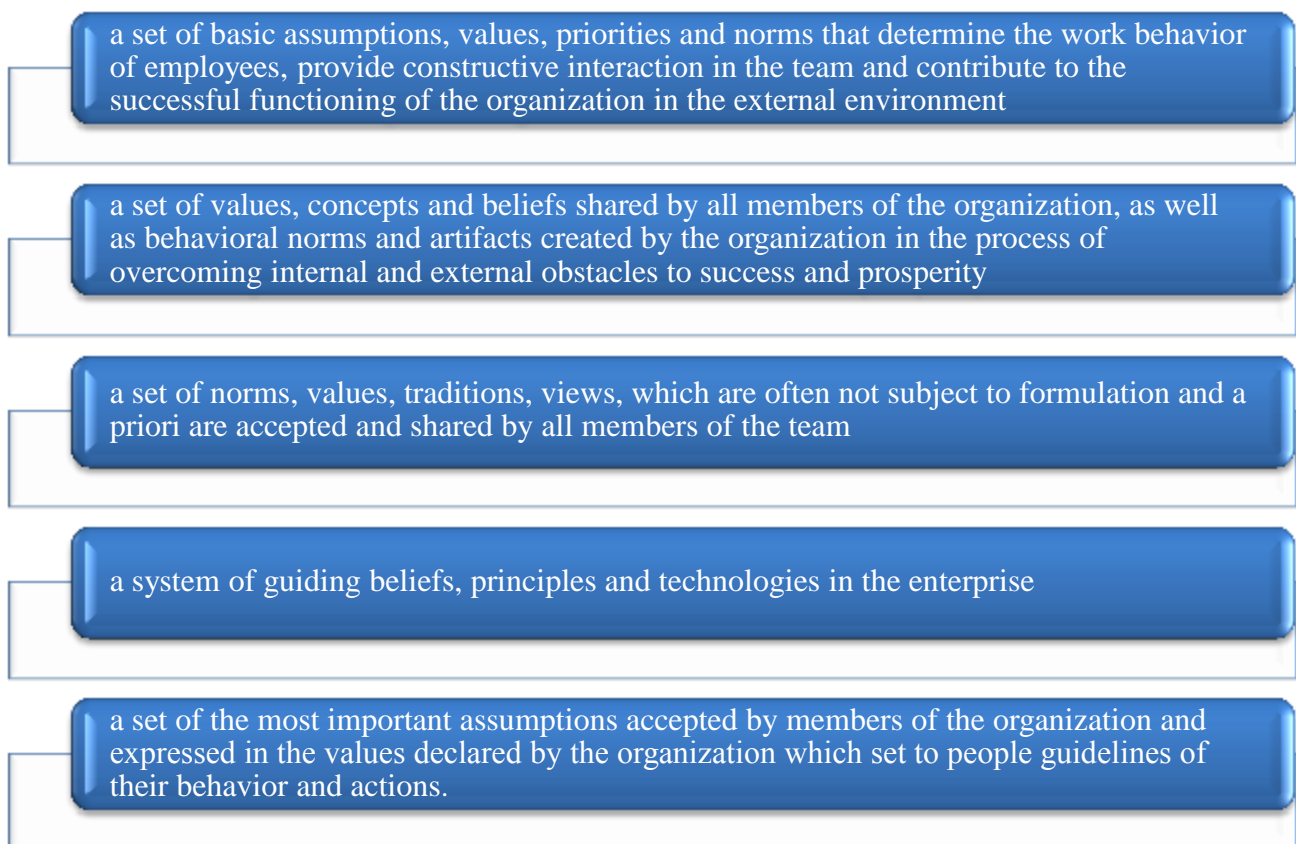 a set of basic assumptions, values, priorities and norms that determine the work behavior
of employees, provide constructive interaction in the team and contribute to the
successful functioning of the organization in the external environment
a set of values, concepts and beliefs shared by all members of the organization, as well
as behavioral norms and artifacts created by the organization in the process of
overcoming internal and external obstacles to success and prosperity
a set of norms, values, traditions, views, which are often not subject to formulation and a
priori are accepted and shared by all members of the team
a system of guiding beliefs, principles and technologies in the enterprise
a set of the most important assumptions accepted by members of the organization and
expressed in the values declared by the organization which set to people guidelines of
their behavior and actions.